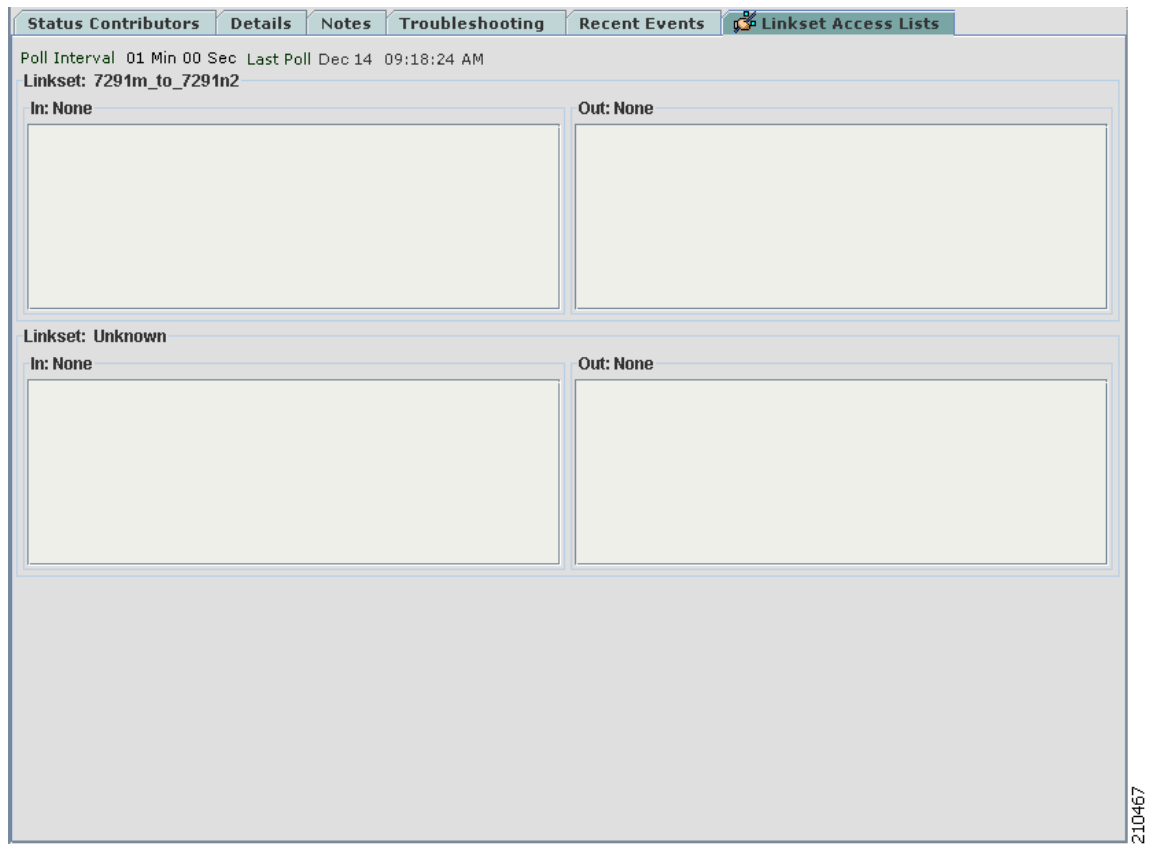 Status Contributors Details Notes Troubleshooting Recent Events Linkset Access Lists
Poll Interval 01 Min 00 Sec Last Poll Dec 14 09:18:24 AM
Linkset: 7291m_to_7291n2
In: None Out: None
Linkset: Unknown
In: None Out: None
210467